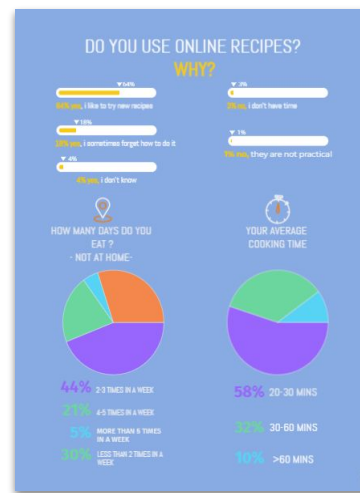 DO YOU USE ONLINE RECIPES?
WHY?
▼64%
64% yes, i like to try new recipes
▼18%
18% yes, i sometimes forget how to do it
▼ 4%
4% yes, i don't know
▼ 3%
3% no, i don't have time
▼ 1%
1% no, they are not practical
HOW MANY DAYS DO YOU
EAT ?
- NOT AT HOME-
44% 2-3 TIMES IN A WEEK
21% 4-5 TIMES IN A WEEK
5% MORE THAN 5 TIMES
IN A WEEK
30% LESS THAN 2 TIMES IN A
WEEK
YOUR AVERAGE
COOKING TIME
58% 20-30 MINS
32% 30-60 MINS
10% >60 MINS